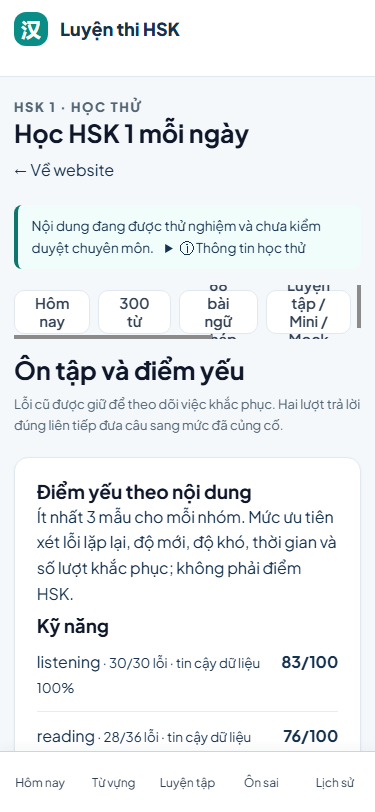 汉 Luyện thi HSK
HSK 1 · HỌC THỬ
Học HSK 1 mỗi ngày
← Về website
Nội dung đang được thử nghiệm và chưa kiểm
duyệt chuyên môn. ▶ ⓘ Thông tin học thử
Hôm nay
300 từ
bài ngữ
tập / Mini /
Ôn tập và điểm yếu
Lỗi cũ được giữ để theo dõi việc khắc phục. Hai lượt trả lời
đúng liên tiếp đưa câu sang mức đã củng cố.
Điểm yếu theo nội dung
Ít nhất 3 mẫu cho mỗi nhóm. Mức ưu tiên
xét lỗi lặp lại, độ mới, độ khó, thời gian và
số lượt khắc phục; không phải điểm
HSK.
Kỹ năng
listening · 30/30 lỗi · tin cậy dữ liệu 83/100
100%
reading · 28/36 lỗi · tin cậy dữ liệu 76/100
Hôm nay Từ vựng Luyện tập Ôn sai Lịch sử